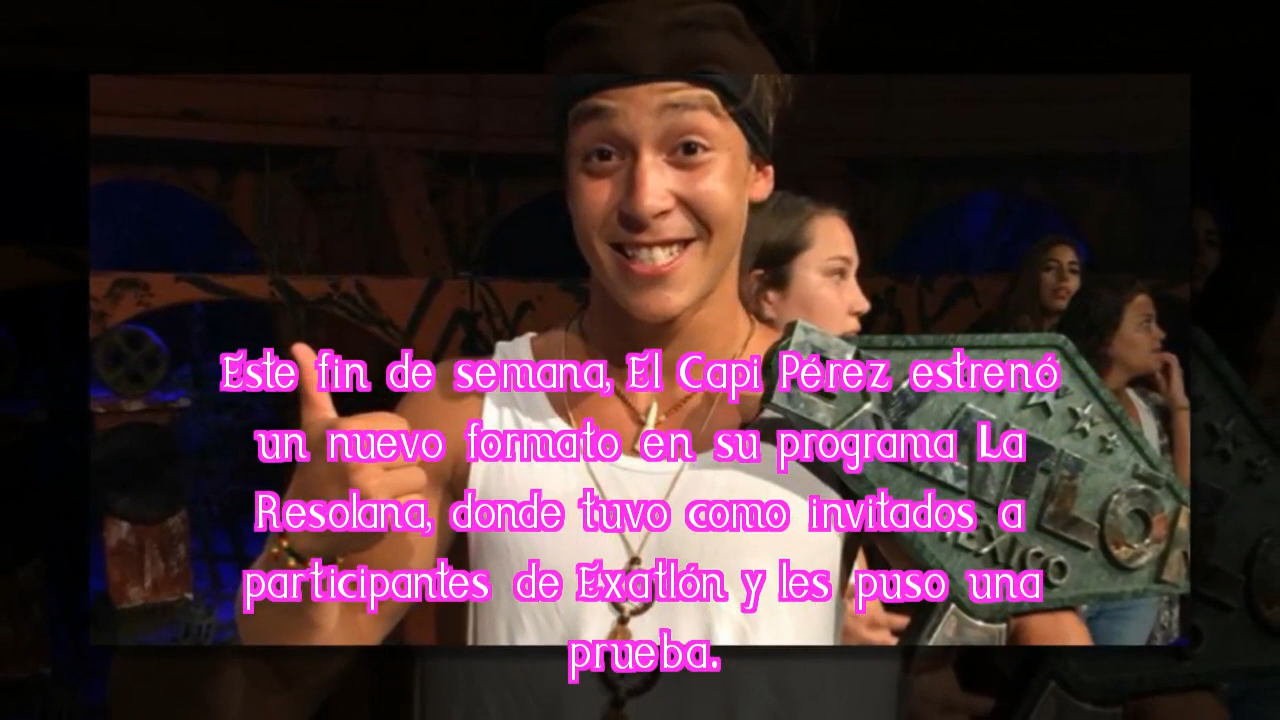 Este fin de semana, El Capi Pérez estrenó
un nuevo formato en su programa La
Resolana, donde tuvo como invitados a
participantes de Exatlón y les puso una
prueba.
MÉXICO